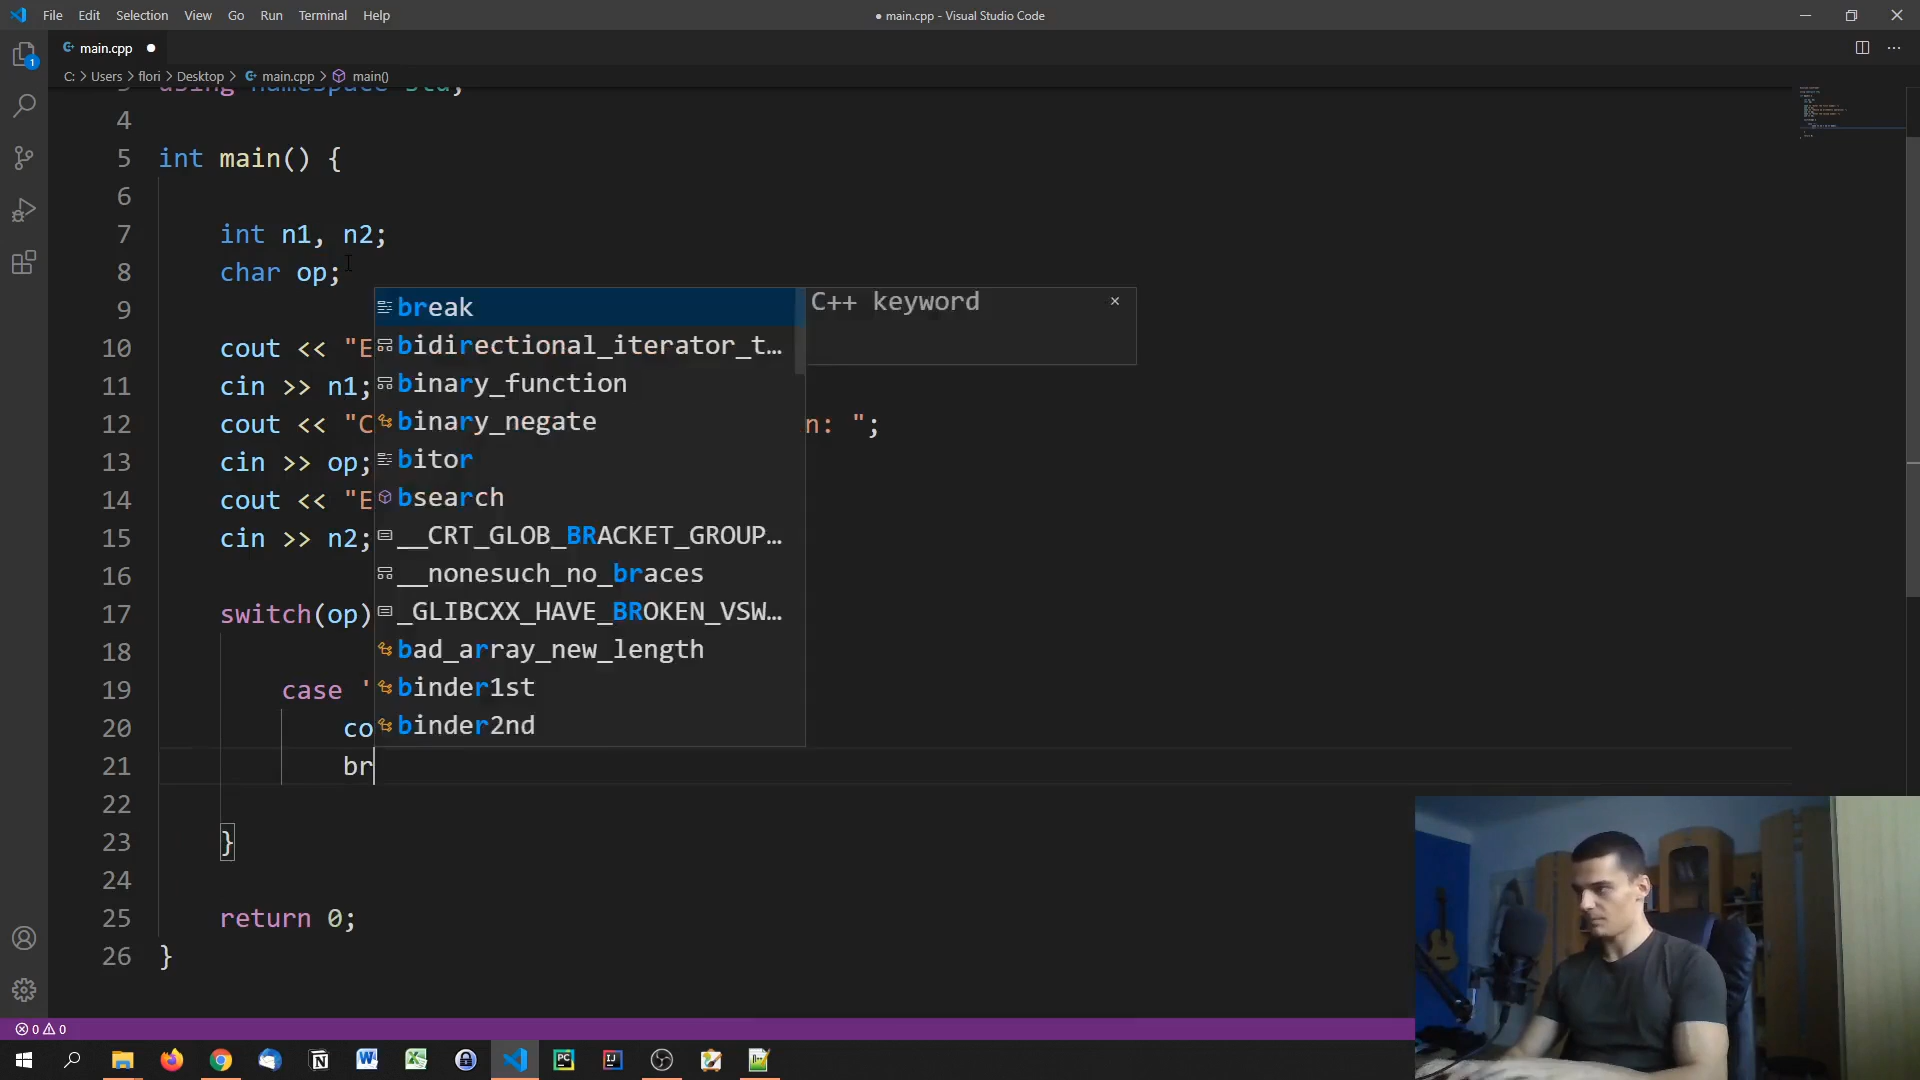 File Edit Selection View Go Run Terminal Help
● main.cpp - Visual Studio Code
main.cpp ●
C: > Users > flori > Desktop > main.cpp > main()
using namespace std;
4
5 int main() {
6
7 int n1, n2;
8 char op;
9
10 cout << "E
11 cin >> n1;
12 cout << "C n: ";
13 cin >> op;
14 cout << "E
15 cin >> n2;
16
17 switch(op)
18
19 case '
20 co
21 br
22
23 }
24
25 return 0;
26 }
break
C++ keyword ×
bidirectional_iterator_t...
binary_function
binary_negate
bitor
bsearch
__CRT_GLOB_BRACKET_GROUP...
__nonesuch_no_braces
_GLIBCXX_HAVE_BROKEN_VSW...
bad_array_new_length
binder1st
binder2nd
1
0 0